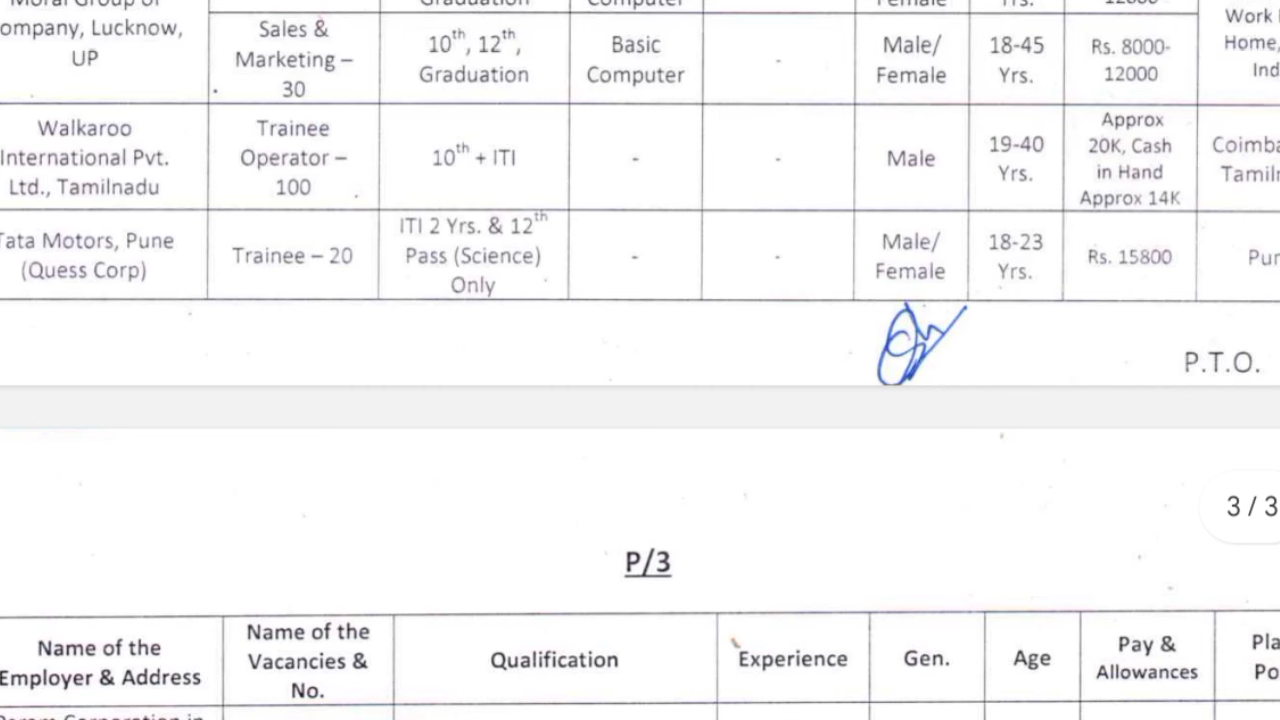 Company, Lucknow,
UP
Sales &
Marketing –
30
10th, 12th,
Graduation
Basic
Computer
-
Male/
Female
18-45
Yrs.
Rs. 8000-
12000
Work
Home,
Walkaroo
International Pvt.
Ltd., Tamilnadu
Trainee
Operator –
100
10th + ITI
-
-
Male
19-40
Yrs.
Approx
20K, Cash
in Hand
Approx 14K
Tata Motors, Pune
(Quess Corp)
Trainee – 20
ITI 2 Yrs. & 12th
Pass (Science)
Only
-
-
Male/
Female
18-23
Yrs.
Rs. 15800
P.T.O.
3 / 3
P/3
Name of the
Employer & Address
Name of the
Vacancies &
No.
Qualification
Experience
Gen.
Age
Pay &
Allowances